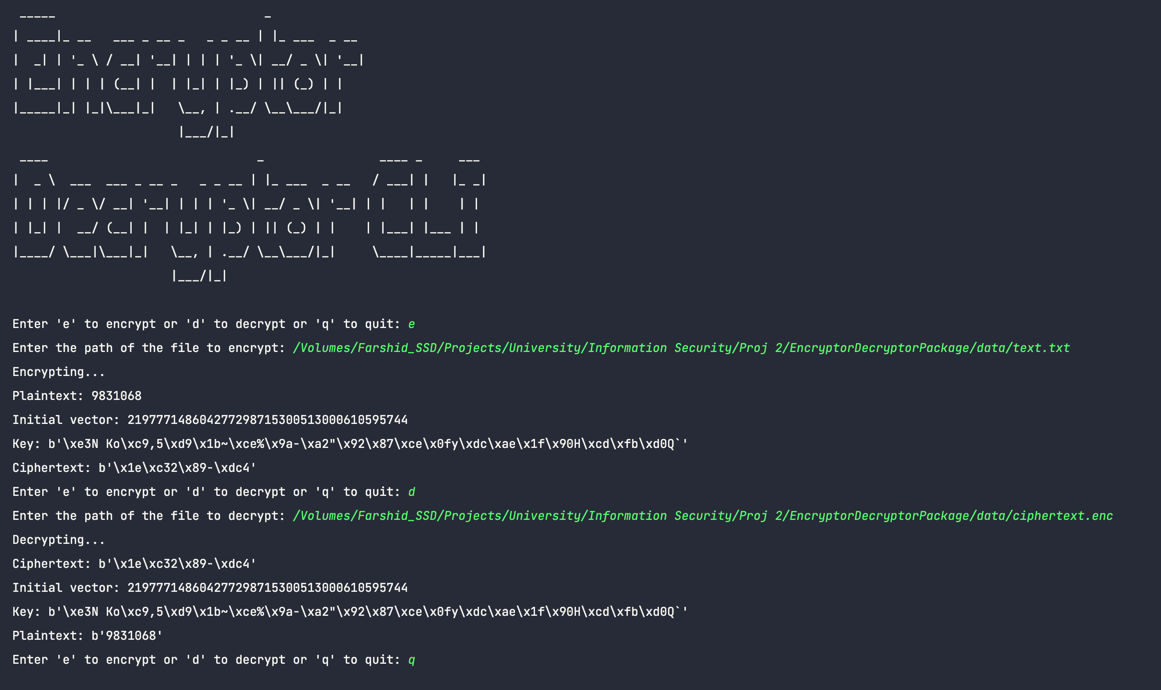 Encryptor
Decryptor CLI
Enter 'e' to encrypt or 'd' to decrypt or 'q' to quit: e
Enter the path of the file to encrypt: /Volumes/Farshid_SSD/Projects/University/Information Security/Proj 2/EncryptorDecryptorPackage/data/text.txt
Encrypting...
Plaintext: 9831068
Initial vector: 219777148604277298715300513000610595744
Key: b'\xe3N Ko\xc9,5\xd9\x1b~\xce%\x9a-\xa2"\x92\x87\xce\x0fy\xdc\xae\x1f\x90H\xcd\xfb\xd0Q`'
Ciphertext: b'\x1e\xc32\x89-\xdc4'
Enter 'e' to encrypt or 'd' to decrypt or 'q' to quit: d
Enter the path of the file to decrypt: /Volumes/Farshid_SSD/Projects/University/Information Security/Proj 2/EncryptorDecryptorPackage/data/ciphertext.enc
Decrypting...
Ciphertext: b'\x1e\xc32\x89-\xdc4'
Initial vector: 219777148604277298715300513000610595744
Key: b'\xe3N Ko\xc9,5\xd9\x1b~\xce%\x9a-\xa2"\x92\x87\xce\x0fy\xdc\xae\x1f\x90H\xcd\xfb\xd0Q`'
Plaintext: b'9831068'
Enter 'e' to encrypt or 'd' to decrypt or 'q' to quit: q